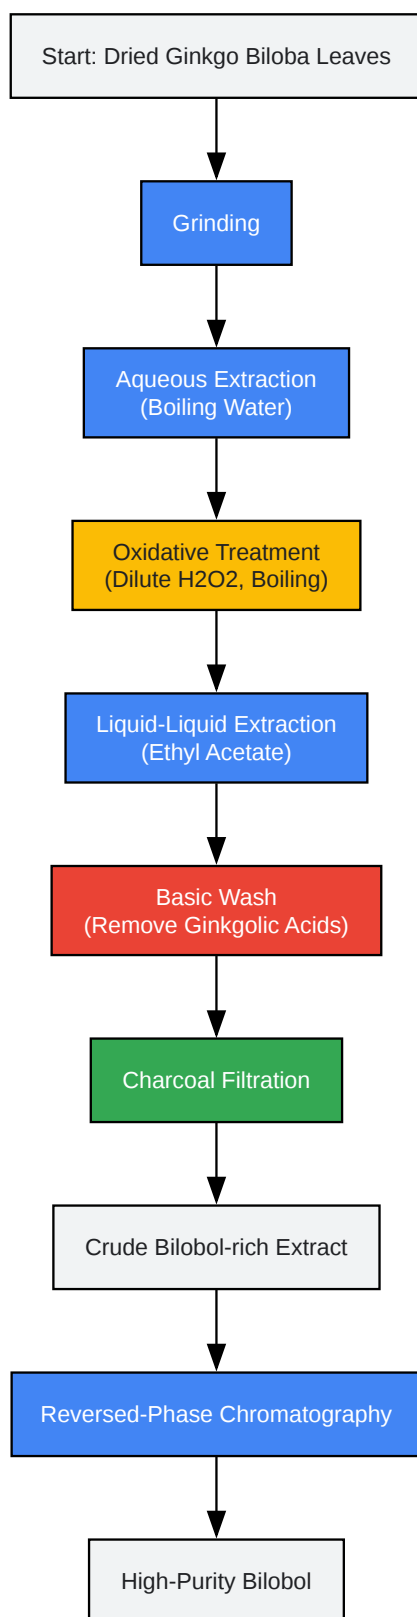 Start: Dried Ginkgo Biloba Leaves
Grinding
Aqueous Extraction
(Boiling Water)
Oxidative Treatment
(Dilute H2O2, Boiling)
Liquid-Liquid Extraction
(Ethyl Acetate)
Basic Wash
(Remove Ginkgolic Acids)
Charcoal Filtration
Crude Bilobol-rich Extract
Reversed-Phase Chromatography
High-Purity Bilobol